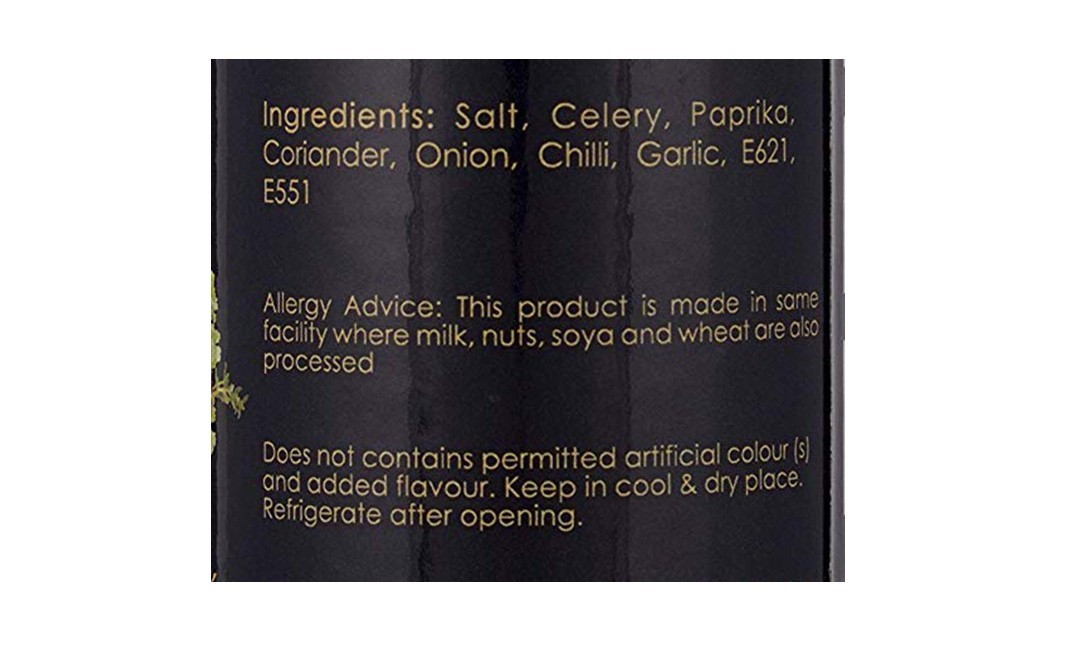 Ingredients: Salt, Celery, Paprika,
Coriander, Onion, Chilli, Garlic, E621,
E551
Allergy Advice: This product is made in same
facility where milk, nuts, soya and wheat are also
processed
Does not contains permitted artificial colour (s)
and added flavour. Keep in cool & dry place.
Refrigerate after opening.